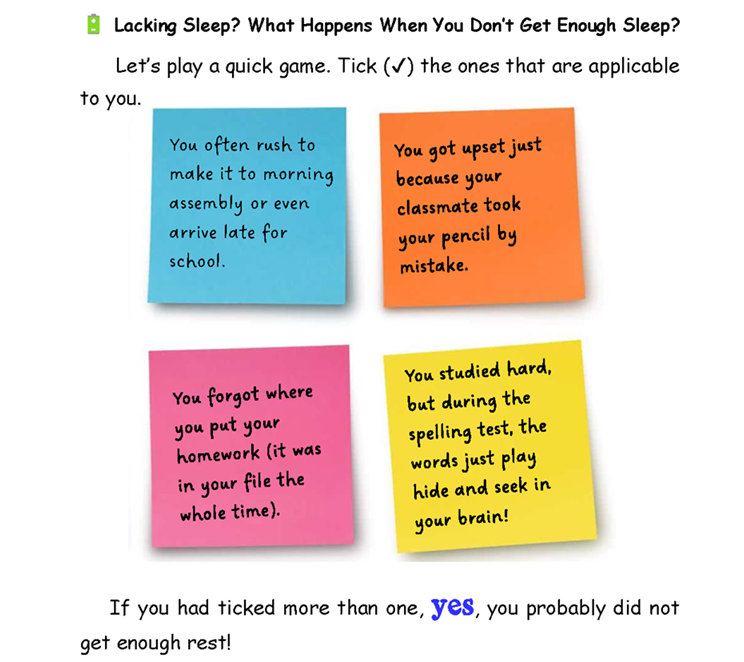 Lacking Sleep? What Happens When You Don't Get Enough Sleep?
Let's play a quick game. Tick (✓) the ones that are applicable
to you.
You often rush to
make it to morning
assembly or even
arrive late for
school.
You got upset just
because your
classmate took
your pencil by
mistake.
You forgot where
you put your
homework (it was
in your file the
whole time).
You studied hard,
but during the
spelling test, the
words just play
hide and seek in
your brain!
If you had ticked more than one, yes, you probably did not
get enough rest!